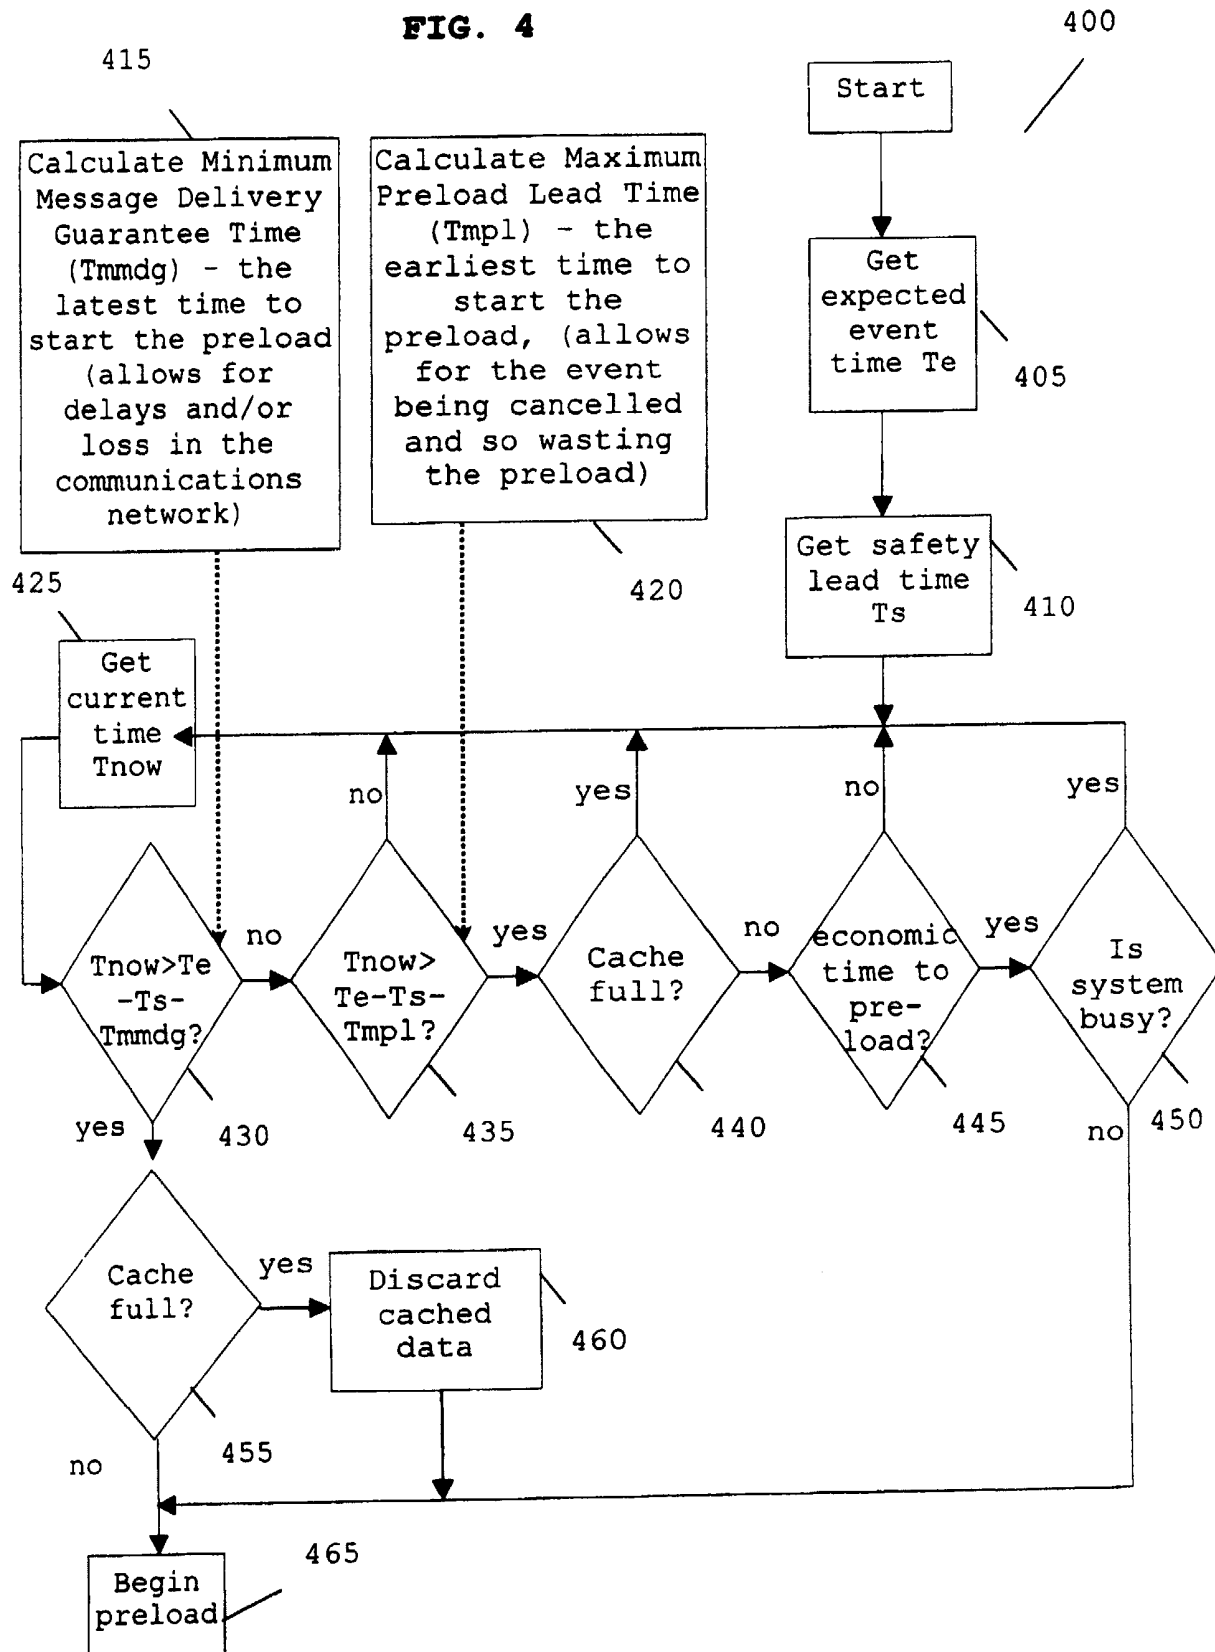 FIG. 4
400
415
Start
Calculate Minimum
Message Delivery
Guarantee Time
(Tmmdg) - the
latest time to
start the preload
(allows for
delays and/or
loss in the
communications
network)
Calculate Maximum
Preload Lead Time
(Tmpl) - the
earliest time to
start the
preload, (allows
for the event
being cancelled
and so wasting
the preload)
Get
expected
event
time Te
405
420
Get safety
lead time
Ts
410
425
Get
current
time
Tnow
no
yes
no
yes
Tnow>Te
-Ts-
Tmmdg?
no
Tnow>
Te-Ts-
Tmpl?
yes
Cache
full?
no
economic
time to
pre-
load?
yes
Is
system
busy?
yes
430
435
440
445
no
450
Cache
full?
yes
Discard
cached
data
460
455
no
465
Begin
preload